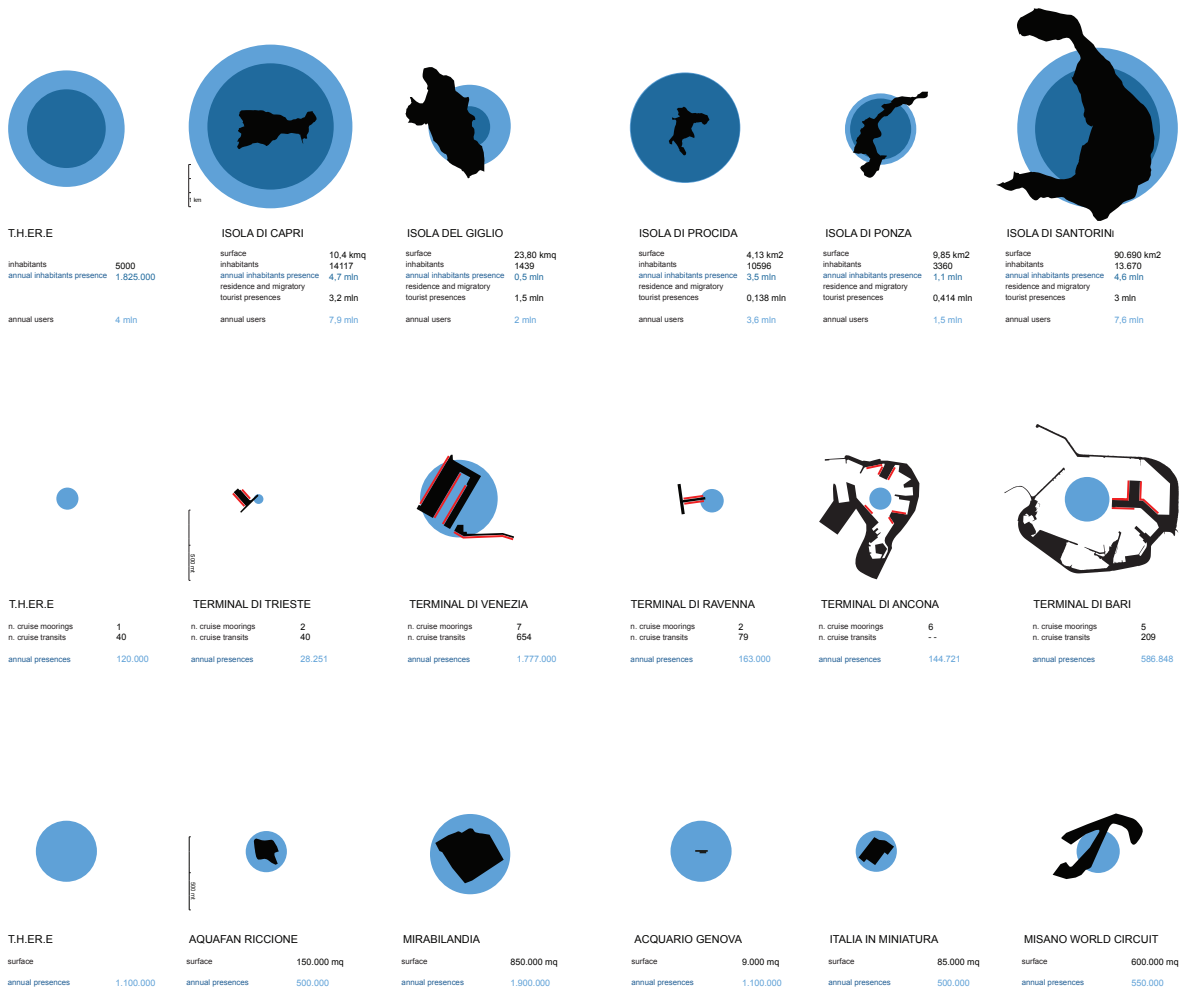 1 km
T.H.ER.E
inhabitants 5000
annual inhabitants presence 1.825.000
annual users 4 mln
ISOLA DI CAPRI
surface 10,4 kmq
inhabitants 14117
annual inhabitants presence 4,7 mln
residence and migratory
tourist presences 3,2 mln
annual users 7,9 mln
ISOLA DEL GIGLIO
surface 23,80 kmq
inhabitants 1439
annual inhabitants presence 0,5 mln
residence and migratory
tourist presences 1,5 mln
annual users 2 mln
ISOLA DI PROCIDA
surface 4,13 km2
inhabitants 10596
annual inhabitants presence 3,5 mln
residence and migratory
tourist presences 0,138 mln
annual users 3,6 mln
ISOLA DI PONZA
surface 9,85 km2
inhabitants 3360
annual inhabitants presence 1,1 mln
residence and migratory
tourist presences 0,414 mln
annual users 1,5 mln
ISOLA DI SANTORINI
surface 90.690 km2
inhabitants 13.670
annual inhabitants presence 4,6 mln
residence and migratory
tourist presences 3 mln
annual users 7,6 mln
500 mt
T.H.ER.E
n. cruise moorings 1
n. cruise transits 40
annual presences 120.000
TERMINAL DI TRIESTE
n. cruise moorings 2
n. cruise transits 40
annual presences 28.251
TERMINAL DI VENEZIA
n. cruise moorings 7
n. cruise transits 654
annual presences 1.777.000
TERMINAL DI RAVENNA
n. cruise moorings 2
n. cruise transits 79
annual presences 163.000
TERMINAL DI ANCONA
n. cruise moorings 6
n. cruise transits - -
annual presences 144.721
TERMINAL DI BARI
n. cruise moorings 5
n. cruise transits 209
annual presences 586.848
500 mt
T.H.ER.E
surface
annual presences 1.100.000
AQUAFAN RICCIONE
surface 150.000 mq
annual presences 500.000
MIRABILANDIA
surface 850.000 mq
annual presences 1.900.000
ACQUARIO GENOVA
surface 9.000 mq
annual presences 1.100.000
ITALIA IN MINIATURA
surface 85.000 mq
annual presences 500.000
MISANO WORLD CIRCUIT
surface 600.000 mq
annual presences 550.000